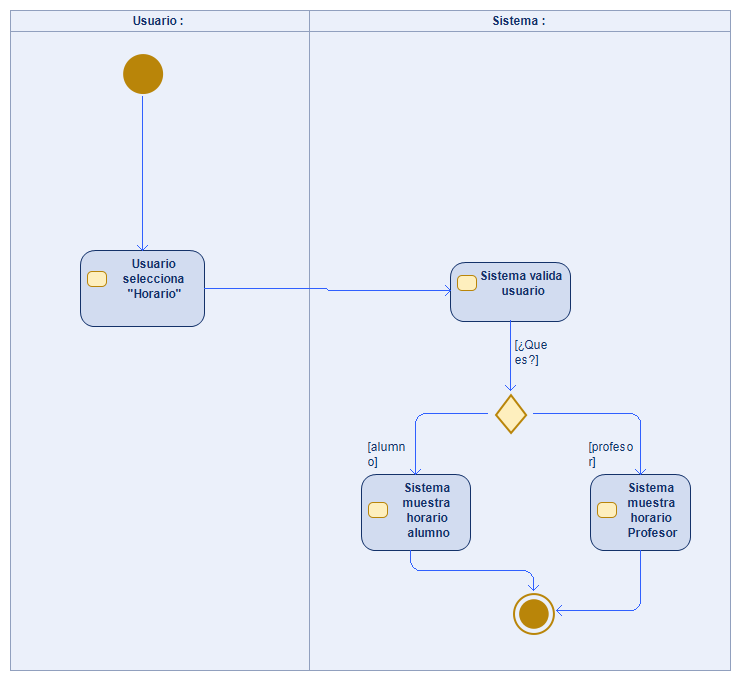 Usuario :
Sistema :
Usuario
selecciona
"Horario"
Sistema valida
usuario
[¿Que
es?]
[alumn
o]
[profeso
r]
Sistema
muestra
horario
alumno
Sistema
muestra
horario
Profesor